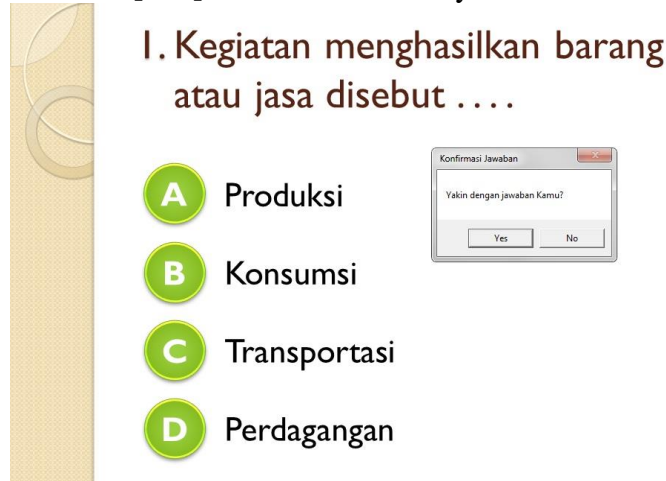 1. Kegiatan menghasilkan barang
atau jasa disebut ....
A Produksi
B Konsumsi
C Transportasi
D Perdagangan
Konfirmasi Jawaban
Yakin dengan jawaban Kamu?
Yes No